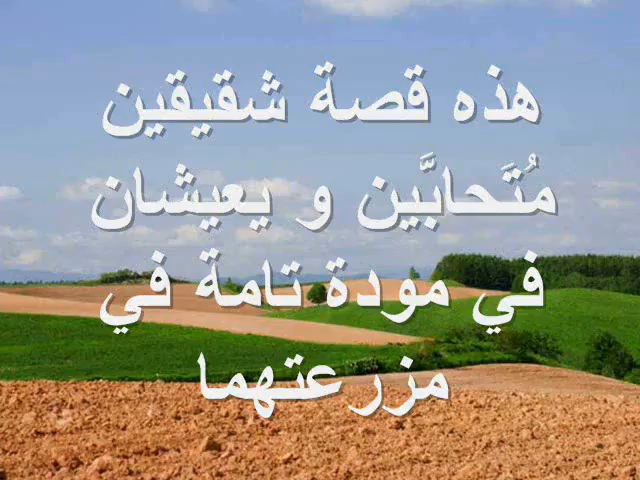 هذه قصة شقيقين
مُتَحابَّين و يعيشان
في مودة تامة في
مزرعتهما